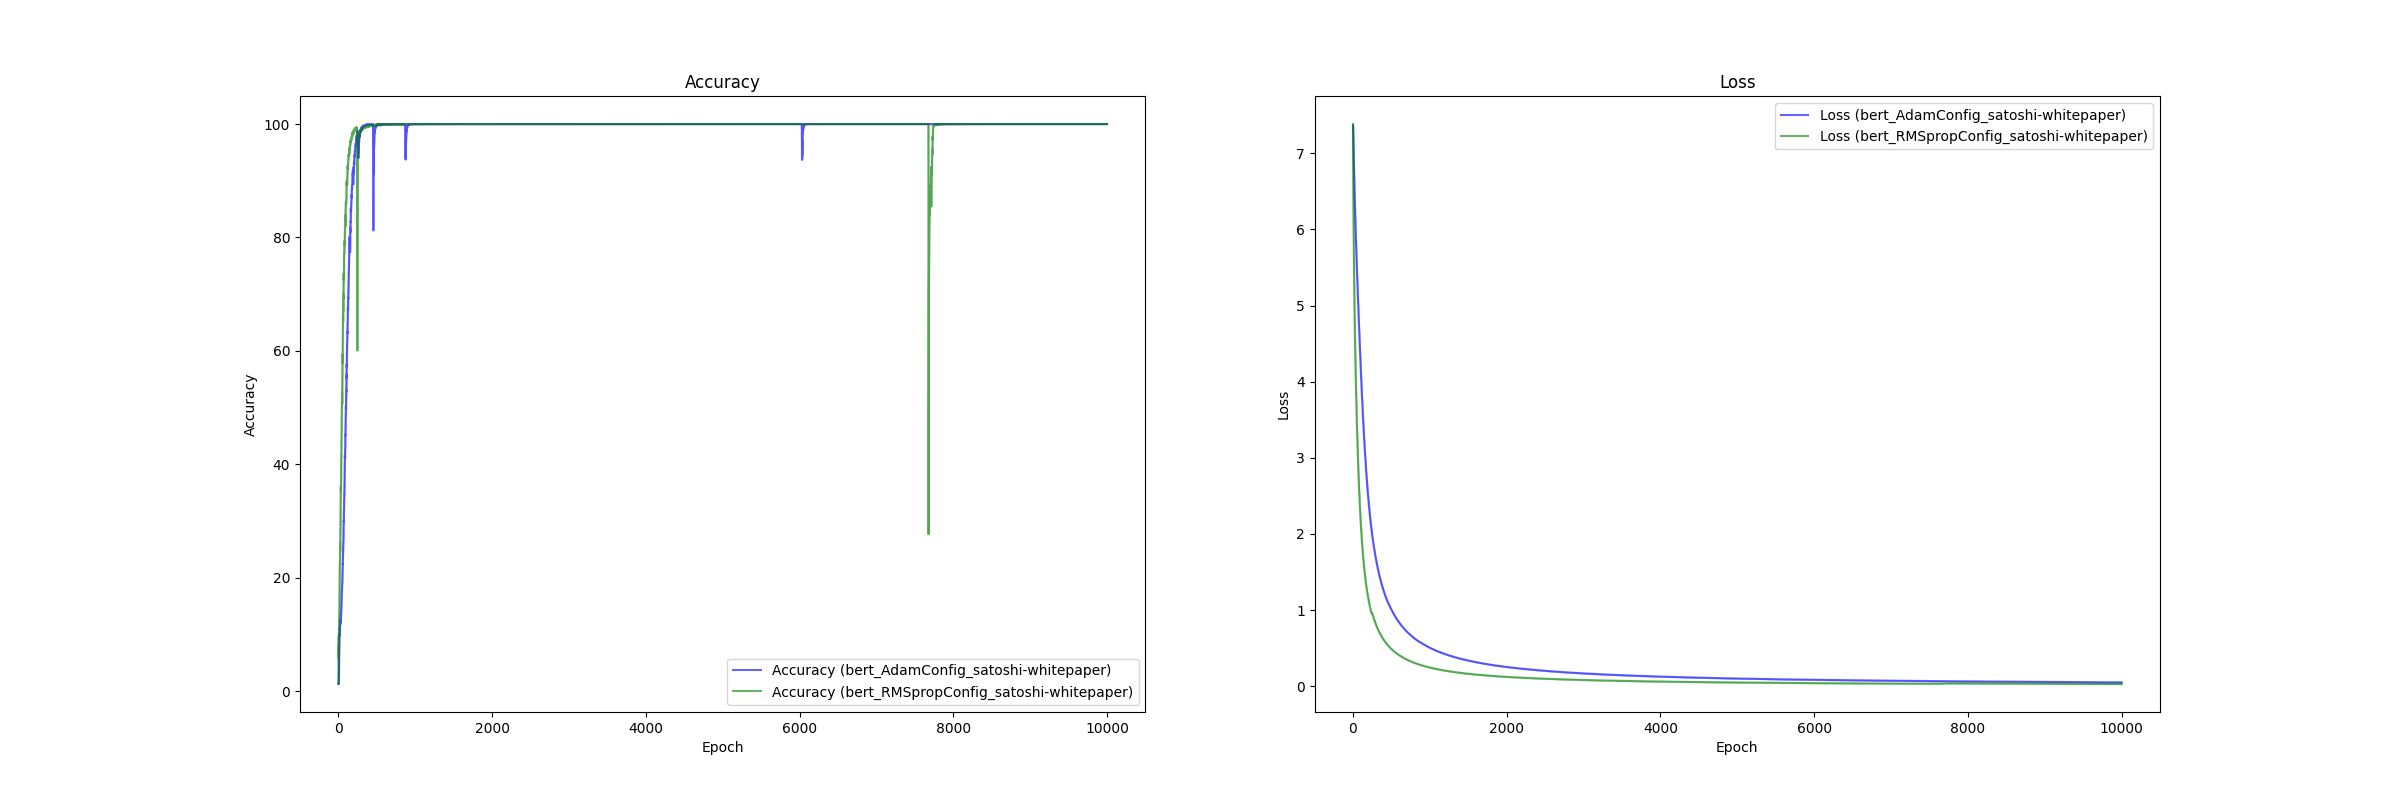 Accuracy
100
80
60
40
20
0
Accuracy
0 2000 4000 6000 8000 10000
Epoch
Accuracy (bert_AdamConfig_satoshi-whitepaper)
Accuracy (bert_RMSpropConfig_satoshi-whitepaper)
Loss
7
6
5
4
3
2
1
0
Loss
0 2000 4000 6000 8000 10000
Epoch
Loss (bert_AdamConfig_satoshi-whitepaper)
Loss (bert_RMSpropConfig_satoshi-whitepaper)